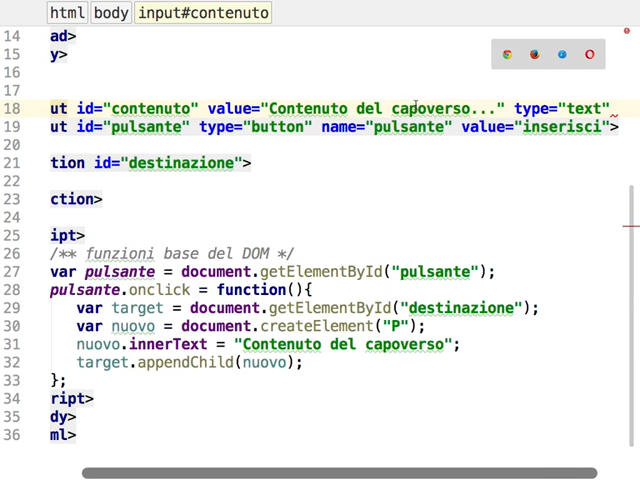 html body input#contenuto
14 ad>
15 y>
16
17
18 ut id="contenuto" value="Contenuto del capoverso..." type="text"
19 ut id="pulsante" type="button" name="pulsante" value="inserisci">
20
21 tion id="destinazione">
22
23 ction>
24
25 ipt>
26 /** funzioni base del DOM */
27 var pulsante = document.getElementById("pulsante");
28 pulsante.onclick = function(){
29 var target = document.getElementById("destinazione");
30 var nuovo = document.createElement("P");
31 nuovo.innerText = "Contenuto del capoverso";
32 target.appendChild(nuovo);
33 };
34 ript>
35 dy>
36 ml>